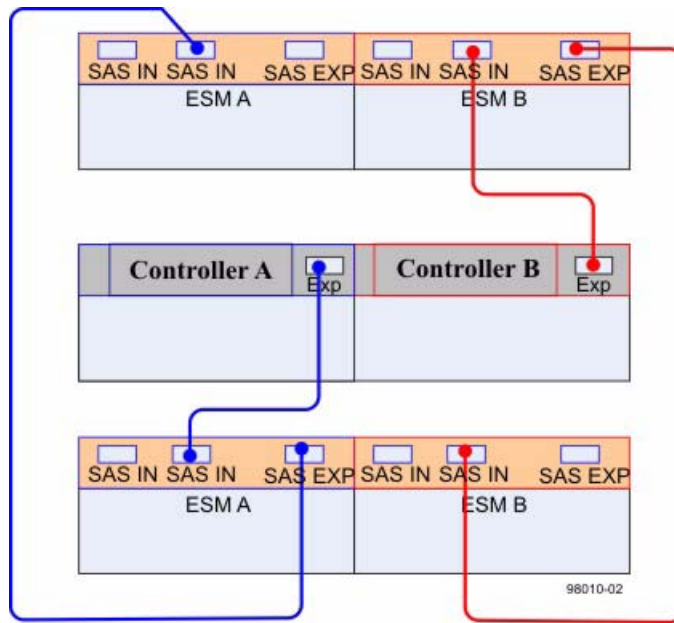 SAS IN SAS IN SAS EXP SAS IN SAS IN SAS EXP
ESM A ESM B
Controller A Exp Controller B Exp
SAS IN SAS IN SAS EXP SAS IN SAS IN SAS EXP
ESM A ESM B
98010-02